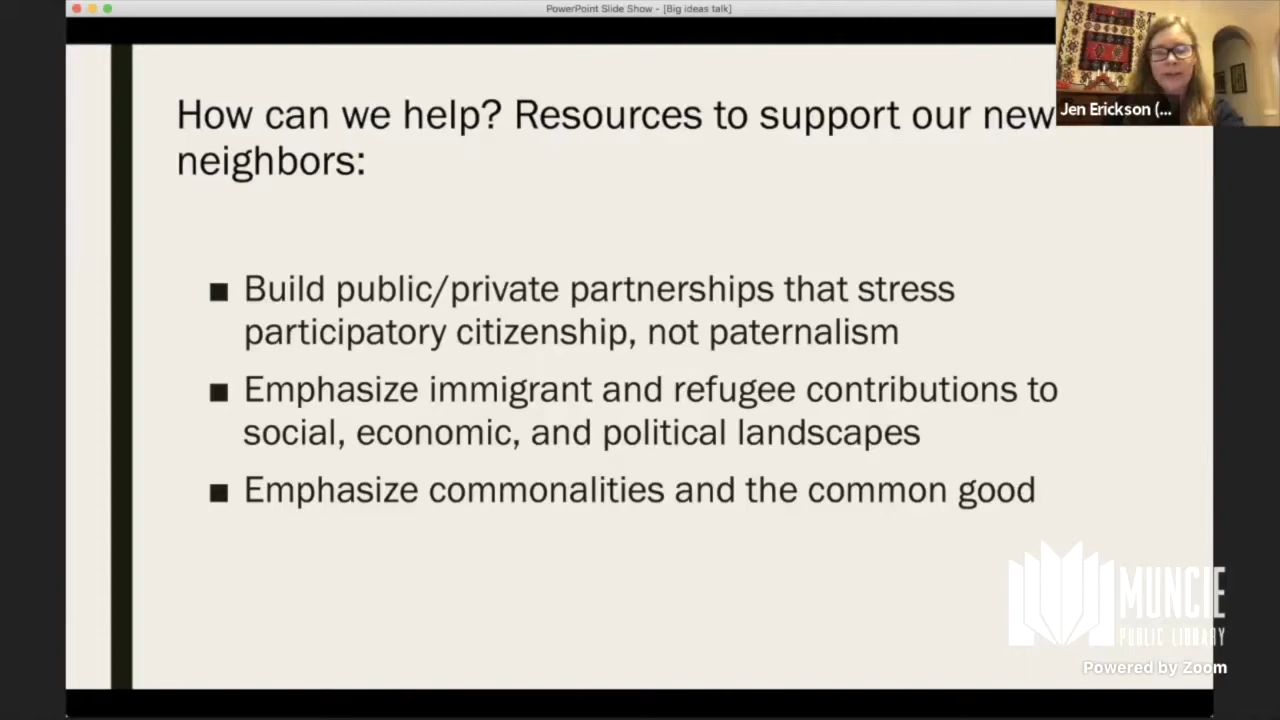 PowerPoint Slide Show - [Big ideas talk]
How can we help? Resources to support our new
neighbors:
Jen Erickson (...
■ Build public/private partnerships that stress
participatory citizenship, not paternalism
■ Emphasize immigrant and refugee contributions to
social, economic, and political landscapes
■ Emphasize commonalities and the common good
MUNCIE
PUBLIC LIBRARY
Powered by Zoom